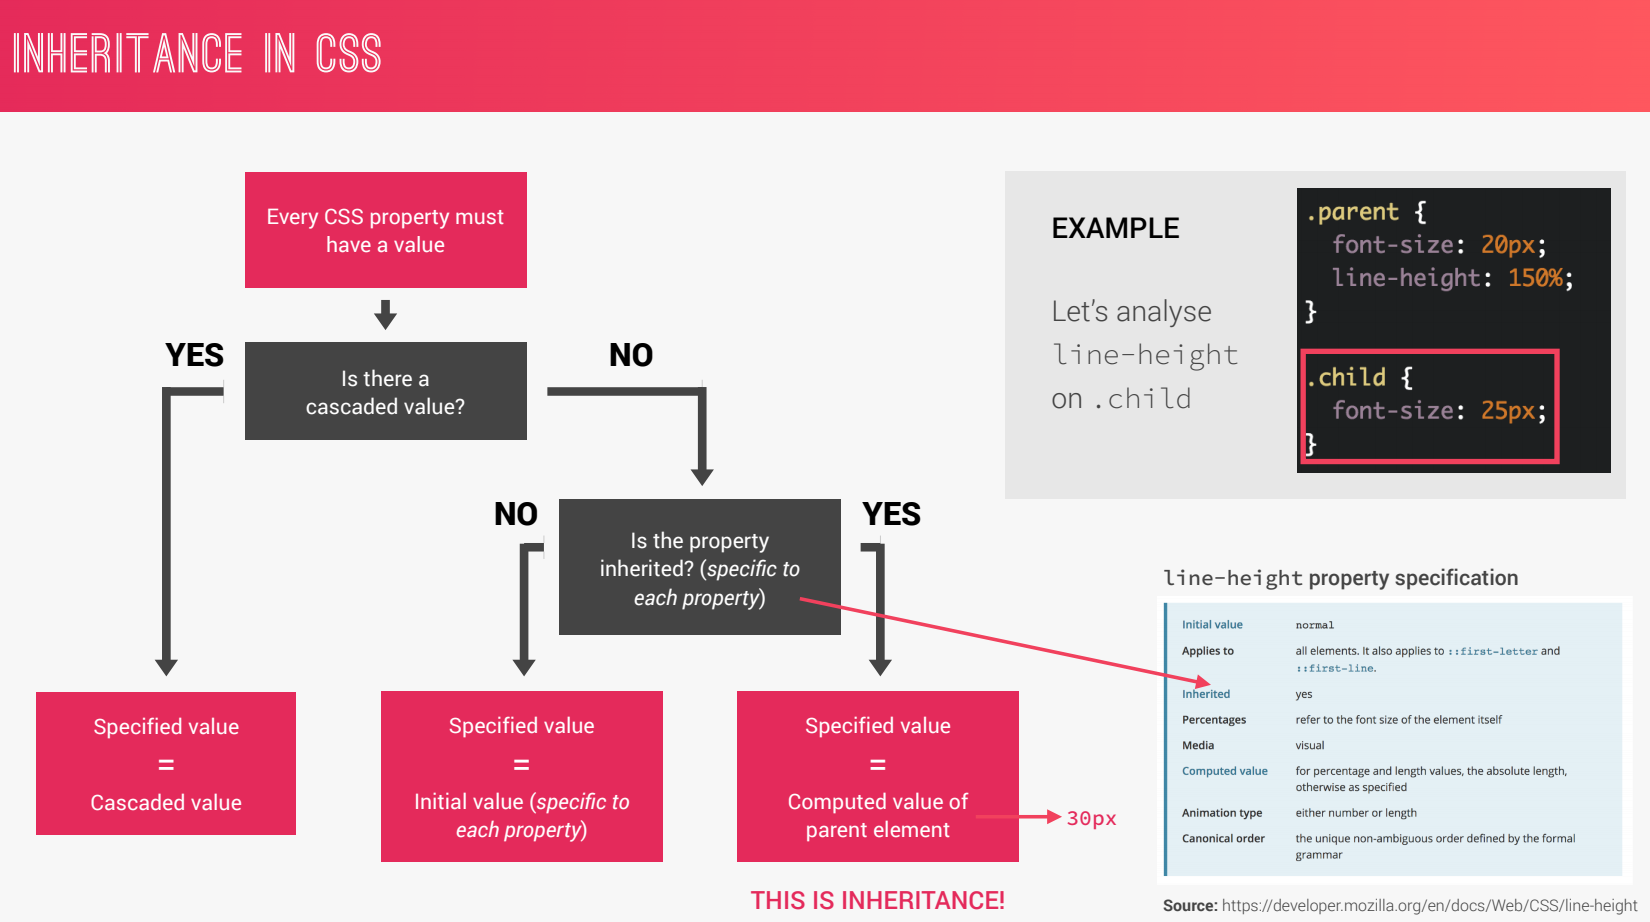 INHERITANCE IN CSS
Every CSS property must
have a value
YES
Is there a
cascaded value?
NO
NO
Is the property
inherited? (specific to
each property)
YES
Specified value
=
Cascaded value
Specified value
=
Initial value (specific to
each property)
Specified value
=
Computed value of
parent element
30px
THIS IS INHERITANCE!
EXAMPLE
Let's analyse
line-height
on .child
.parent {
font-size: 20px;
line-height: 150%;
}
.child {
font-size: 25px;
}
line-height property specification
Initial value normal
Applies to all elements. It also applies to ::first-letter and
::first-line.
Inherited yes
Percentages refer to the font size of the element itself
Media visual
Computed value for percentage and length values, the absolute length,
otherwise as specified
Animation type either number or length
Canonical order the unique non-ambiguous order defined by the formal
grammar
Source: https://developer.mozilla.org/en/docs/Web/CSS/line-height